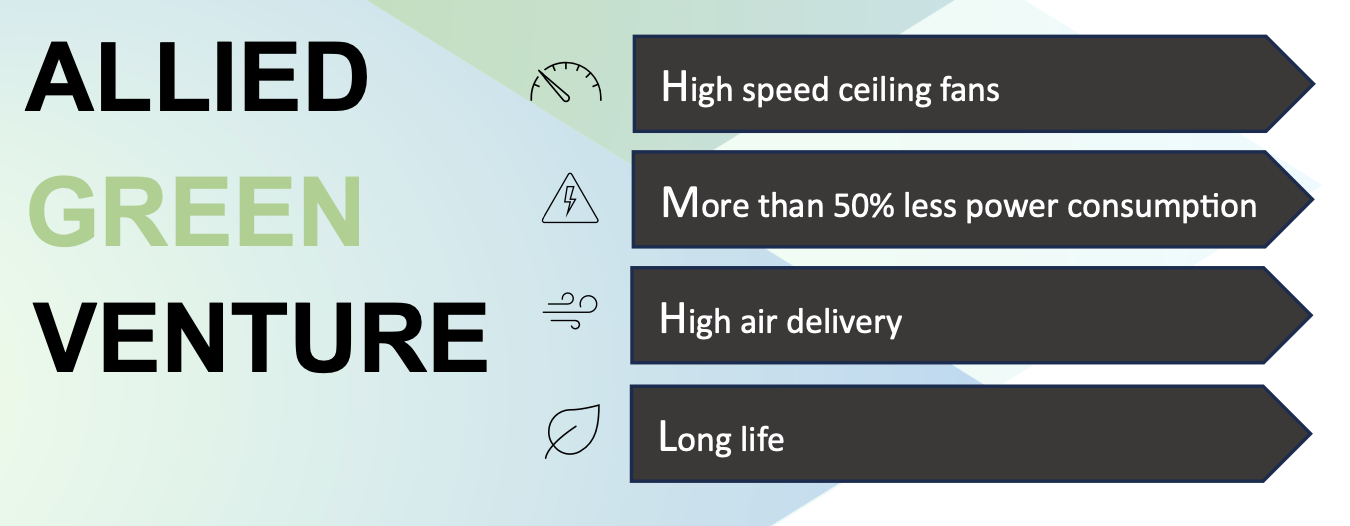 ALLIED
GREEN
VENTURE
High speed ceiling fans
More than 50% less power consumption
High air delivery
Long life